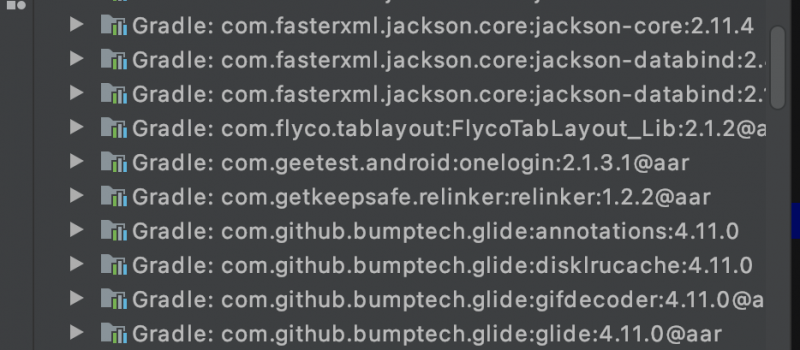 Gradle: com.fasterxml.jackson.core:jackson-core:2.11.4
Gradle: com.fasterxml.jackson.core:jackson-databind:2.
Gradle: com.fasterxml.jackson.core:jackson-databind:2.
Gradle: com.flyco.tablayout:FlycoTabLayout_Lib:2.1.2@a
Gradle: com.geetest.android:onelogin:2.1.3.1@aar
Gradle: com.getkeepsafe.relinker:relinker:1.2.2@aar
Gradle: com.github.bumptech.glide:annotations:4.11.0
Gradle: com.github.bumptech.glide:disklrucache:4.11.0
Gradle: com.github.bumptech.glide:gifdecoder:4.11.0@a
Gradle: com.github.bumptech.glide:glide:4.11.0@aar